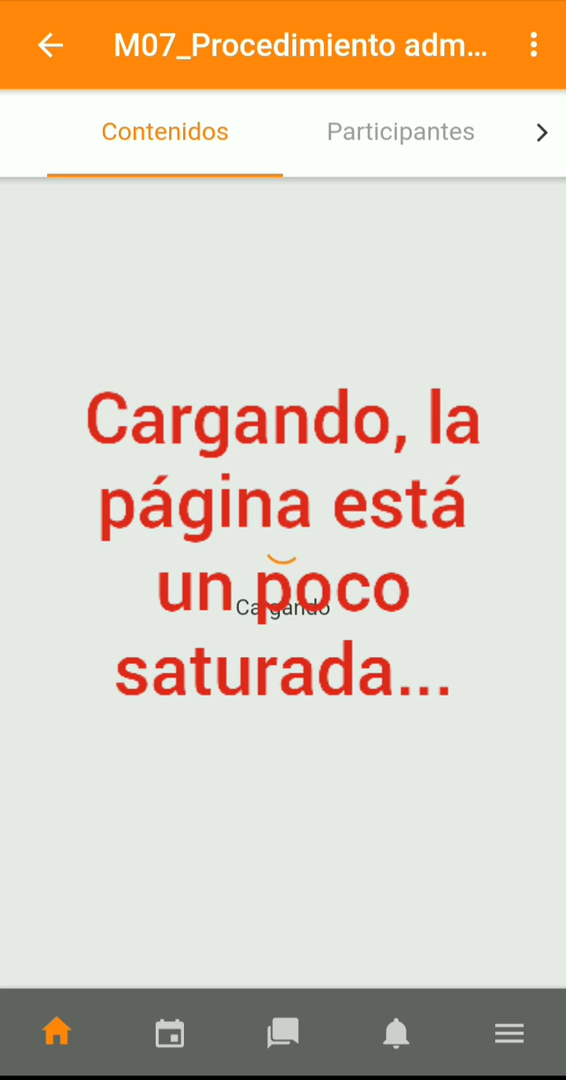 M07_Procedimiento adm...
Contenidos
Participantes
Cargando, la
página está
un poco
Cargando
saturada...